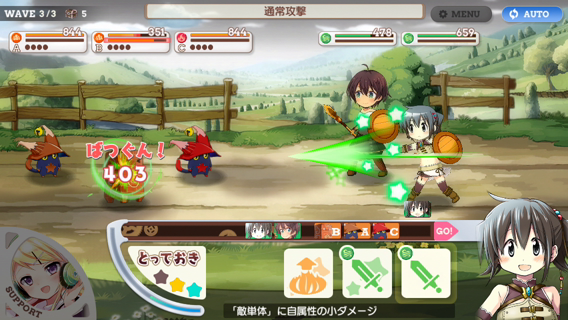 WAVE 3/3 5
通常攻撃
MENU
AUTO
844
A
351
B
844
C
478
659
ばつぐん!
403
B A C GO!
とっておき
SUPPORT
「敵単体」に自属性の小ダメージ